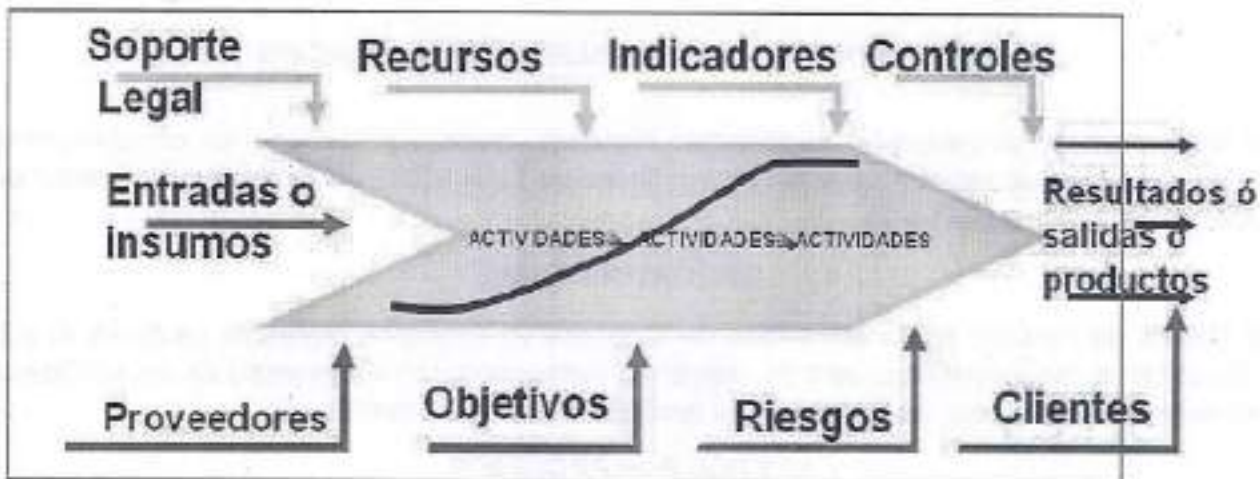 Soporte
Legal
Recursos
Indicadores
Controles
Entradas o
insumos
ACTIVIDADES ACTIVIDADES ACTIVIDADES
Resultados ó
salidas o
productos
Proveedores
Objetivos
Riesgos
Clientes